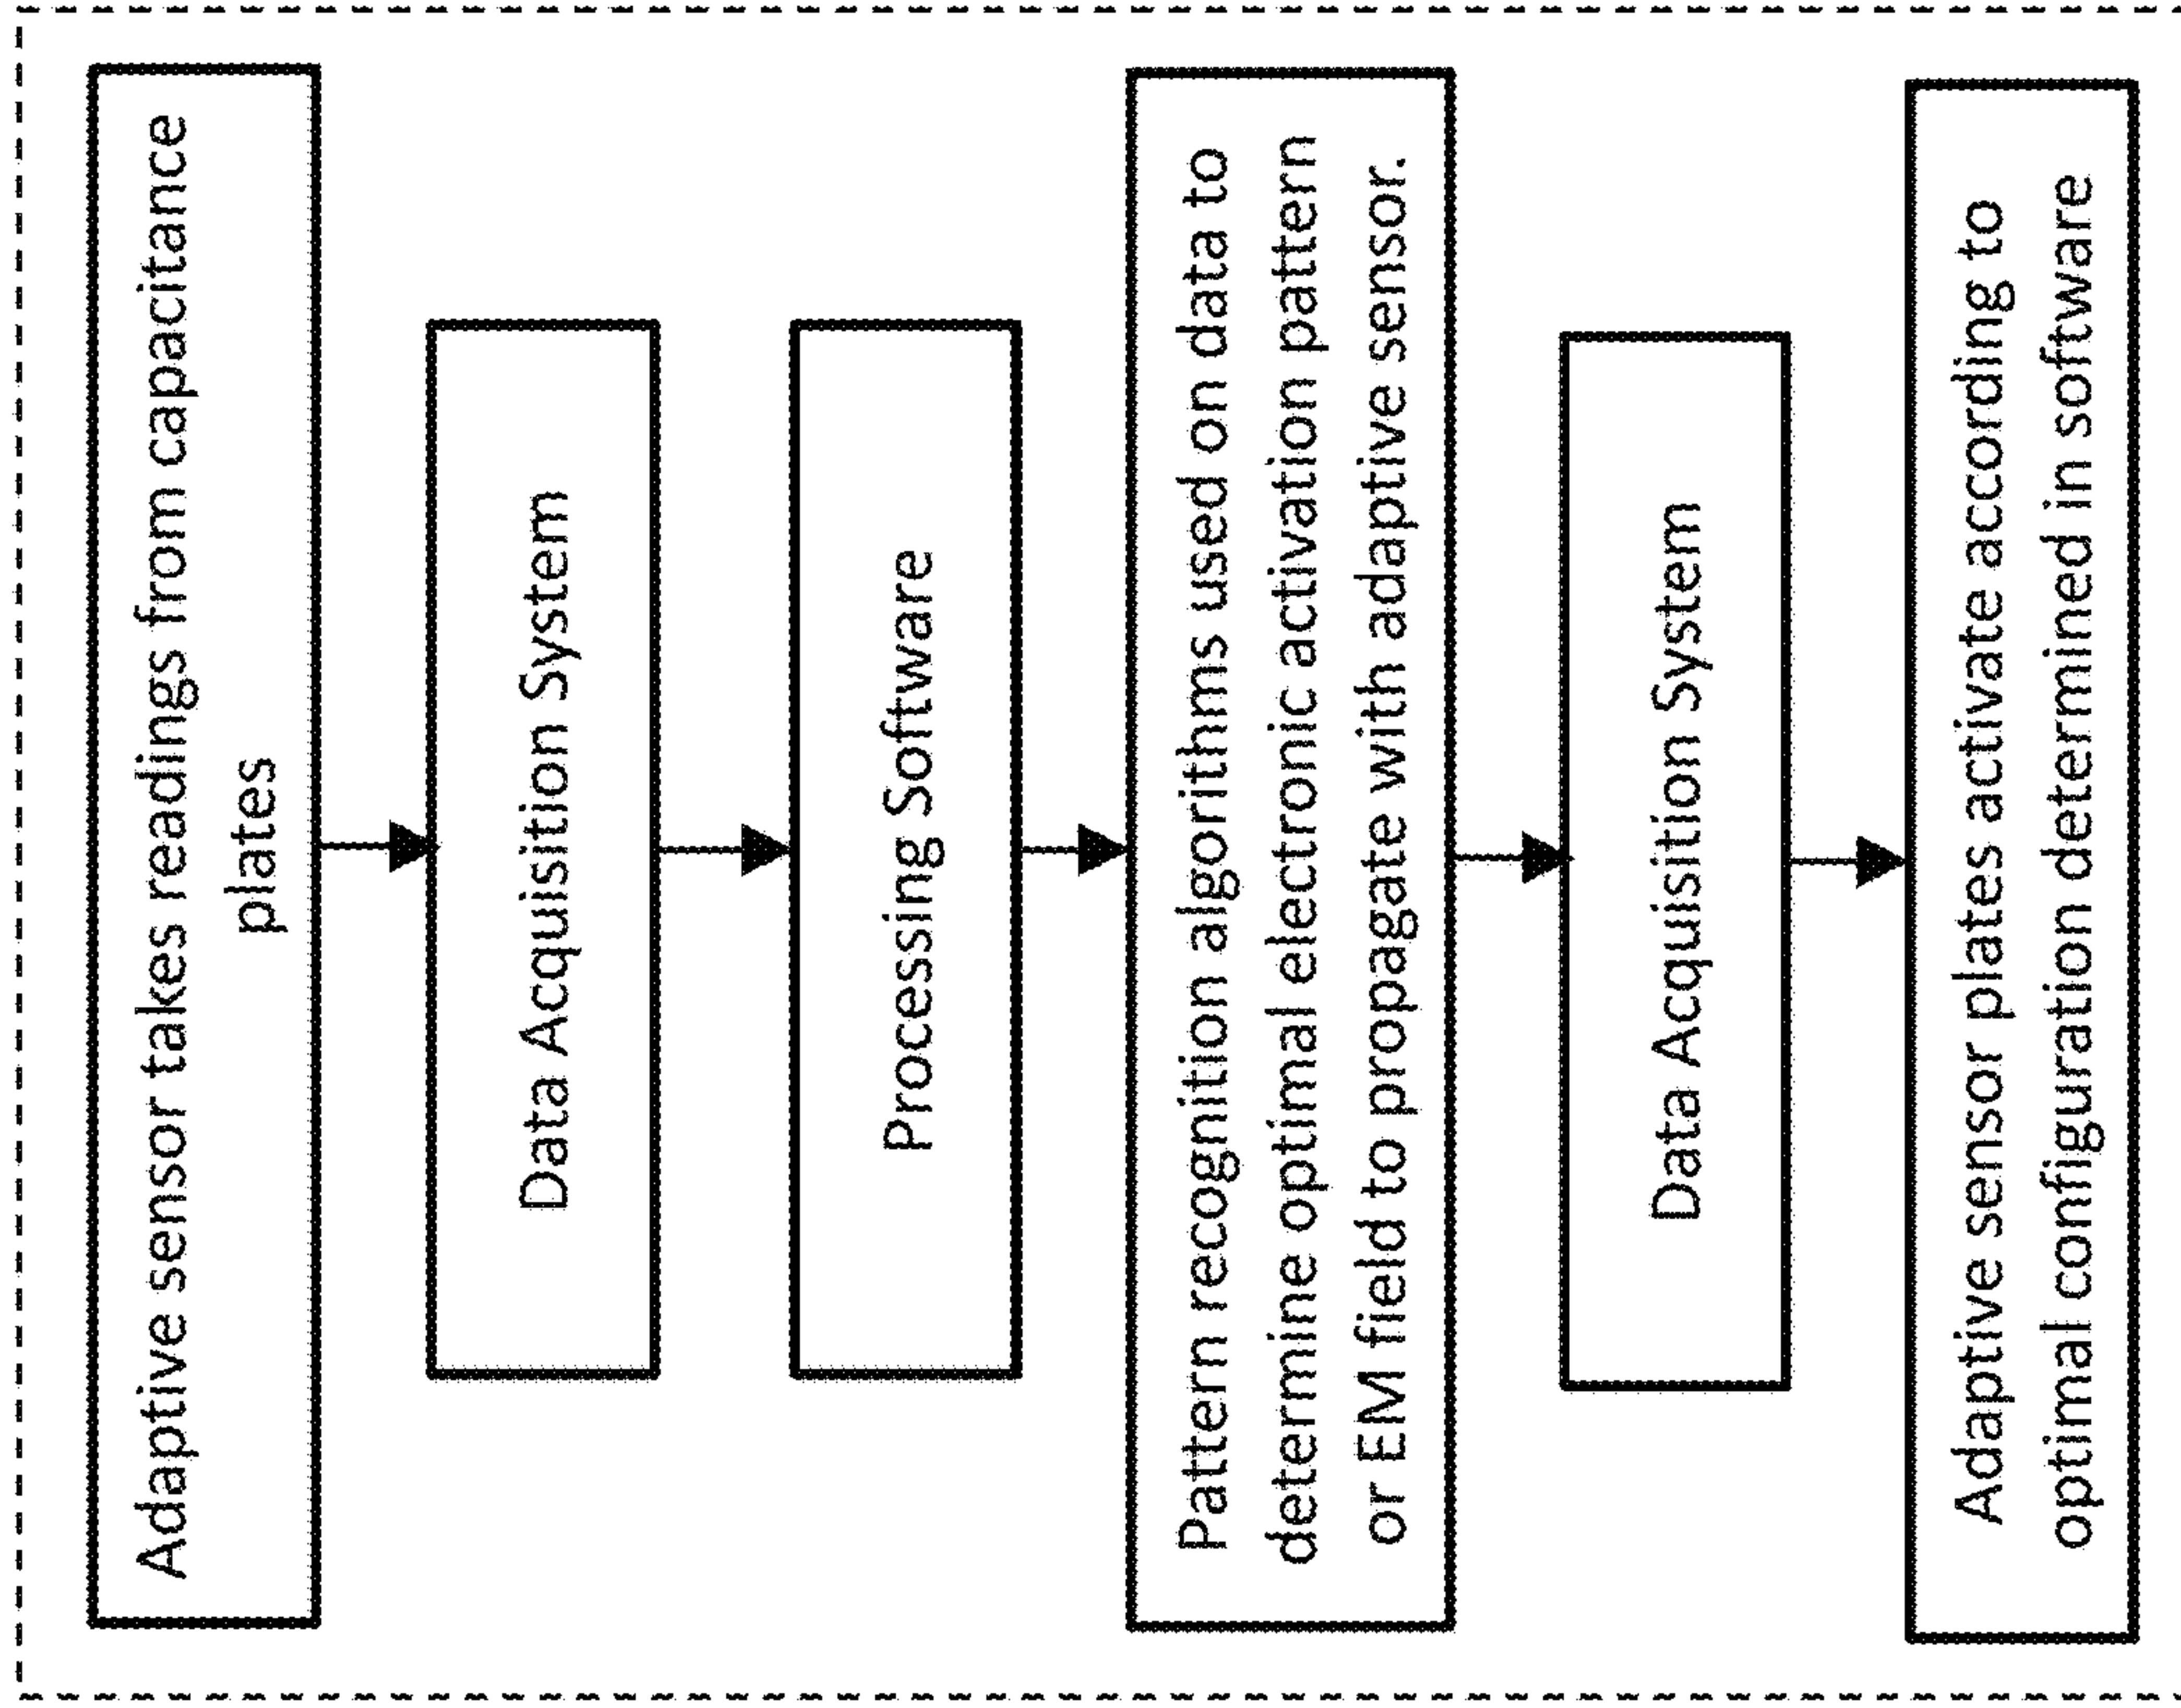 Adaptive sensor takes readings from capacitance
plates
Data Acquisition System
Processing Software
Pattern recognition algorithms used on data to
determine optimal electronic activation pattern
or EM field to propagate with adaptive sensor.
Data Acquisition System
Adaptive sensor plates activate according to
optimal configuration determined in software